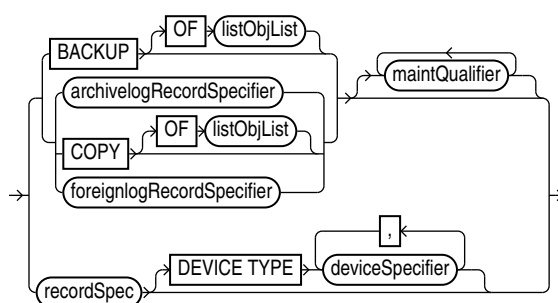 OF listObjList
BACKUP
maintQualifier
archivelogRecordSpecifier
OF listObjList
COPY
foreignlogRecordSpecifier
,
DEVICE TYPE deviceSpecifier
recordSpec